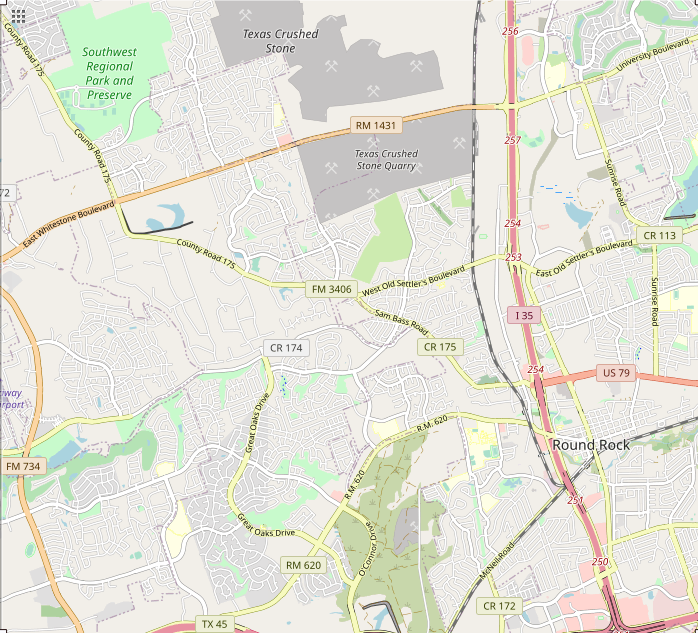 256
County Road 175
Texas Crushed
Stone
Southwest
Regional
Park and
Preserve
University Boulevard
RM 1431
257
County Road 175
Texas Crushed
Stone Quarry
Sunrise Road
72
East Whitestone Boulevard
254
CR 113
County Road 175
253
East Old Settler's Boulevard
West Old Settler's Boulevard
FM 3406
Sunrise Road
I 35
Sam Bass Road
CR 174
CR 175
254
US 79
way
rport
Great Oaks Drive
R.M. 620
Round Rock
FM 734
R.M. 620
251
Great Oaks Drive
O'Connor Drive
McNeil Road
250
RM 620
CR 172
TX 45